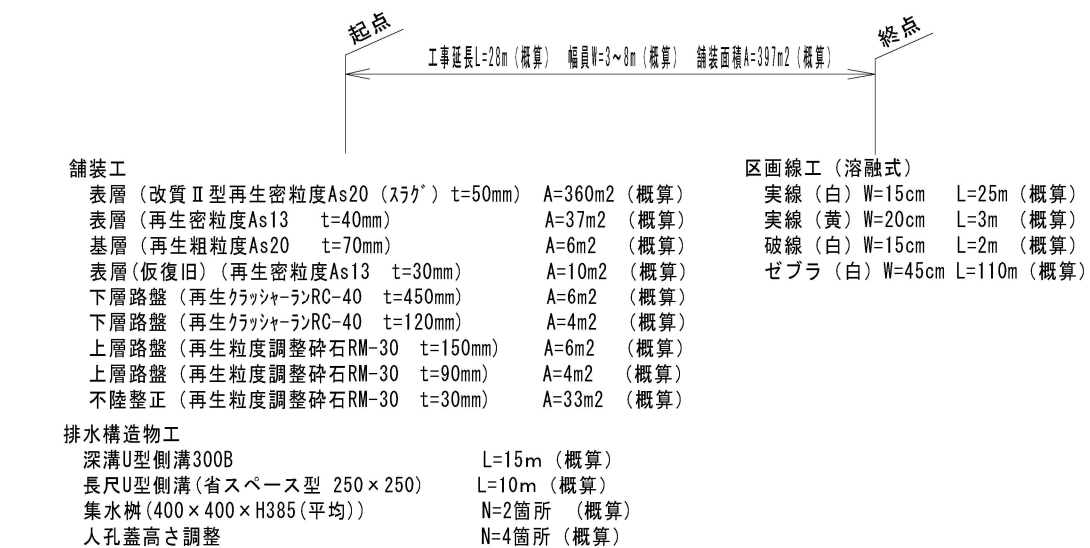 起点
終点
工事延長L=28m（概算） 幅員W=3~8m（概算） 舗装面積A=397m2（概算）
舗装工
表層（改質Ⅱ型再生密粒度As20（ｽﾗｸﾞ）t=50mm） A=360m2（概算）
表層（再生密粒度As13 t=40mm） A=37m2 （概算）
基層（再生粗粒度As20 t=70mm） A=6m2 （概算）
表層(仮復旧)（再生密粒度As13 t=30mm） A=10m2 （概算）
下層路盤（再生ｸﾗｯｼｬｰﾗﾝRC-40 t=450mm） A=6m2 （概算）
下層路盤（再生ｸﾗｯｼｬｰﾗﾝRC-40 t=120mm） A=4m2 （概算）
上層路盤（再生粒度調整砕石RM-30 t=150mm） A=6m2 （概算）
上層路盤（再生粒度調整砕石RM-30 t=90mm） A=4m2 （概算）
不陸整正（再生粒度調整砕石RM-30 t=30mm） A=33m2 （概算）
排水構造物工
深溝U型側溝300B L=15m（概算）
長尺U型側溝(省スペース型 250×250) L=10m（概算）
集水桝(400×400×H385(平均)) N=2箇所 （概算）
人孔蓋高さ調整 N=4箇所（概算）
区画線工（溶融式）
実線（白）W=15cm L=25m（概算）
実線（黄）W=20cm L=3m （概算）
破線（白）W=15cm L=2m （概算）
ゼブラ（白）W=45cm L=110m（概算）